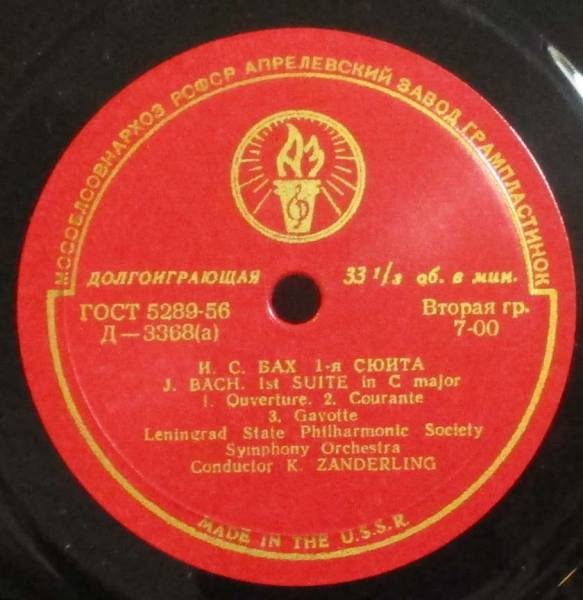 МОСОБЛСОВНАРХОЗ РСФСР АПРЕЛЕВСКИЙ ЗАВОД ГРАМПЛАСТИНОК
АЗ
ДОЛГОИГРАЮЩАЯ 33 1/3 об. в мин.
ГОСТ 5289-56 Вторая гр.
Д—3368(а) 7-00
И. С. БАХ 1-я СЮИТА
J. BACH. 1st SUITE in C major
1. Ouverture. 2. Courante
3. Gavotte
Leningrad State Philharmonic Society
Symphony Orchestra
Conductor K. ZANDERLING
MADE IN THE U.S.S.R.